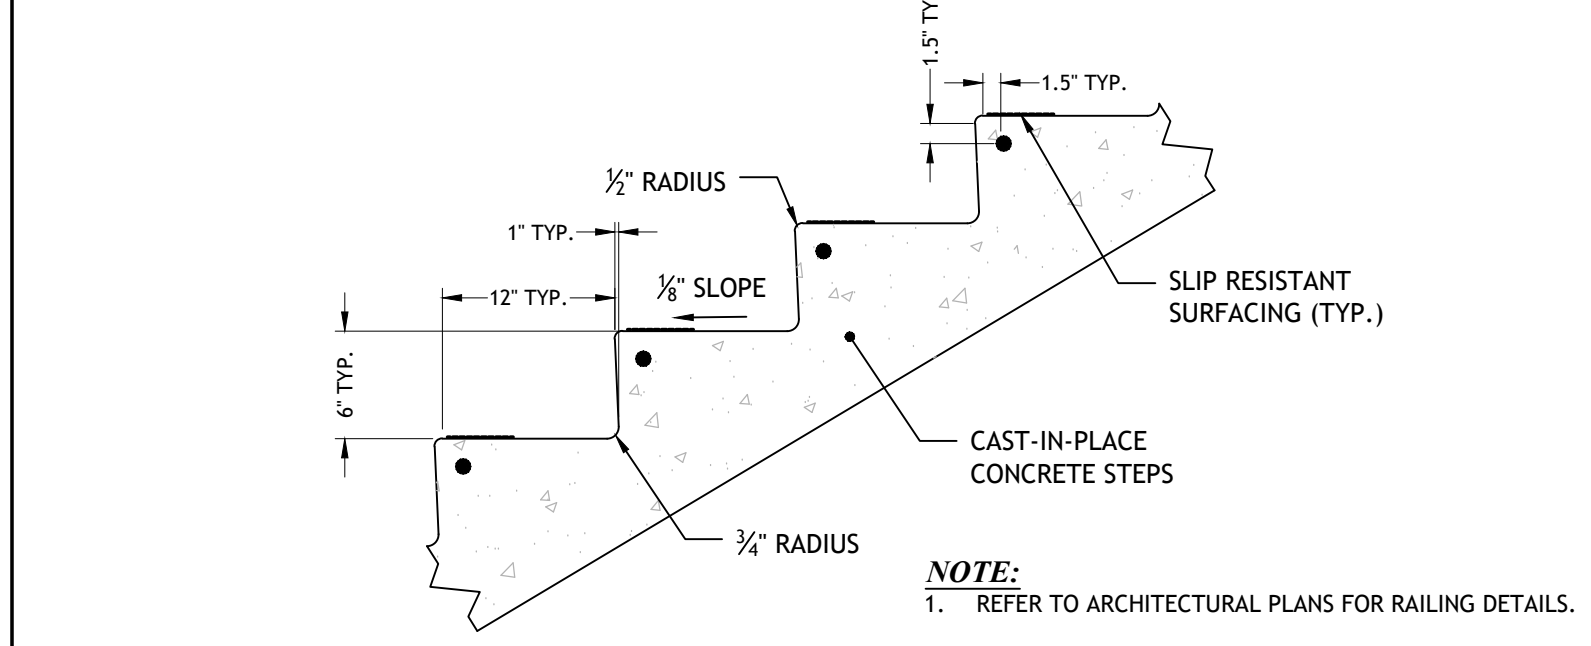 1.5" TY
1.5" TYP.
½" RADIUS
1" TYP.
12" TYP.
⅛" SLOPE
SLIP RESISTANT
SURFACING (TYP.)
6" TYP.
CAST-IN-PLACE
CONCRETE STEPS
¾" RADIUS
NOTE:
1. REFER TO ARCHITECTURAL PLANS FOR RAILING DETAILS.